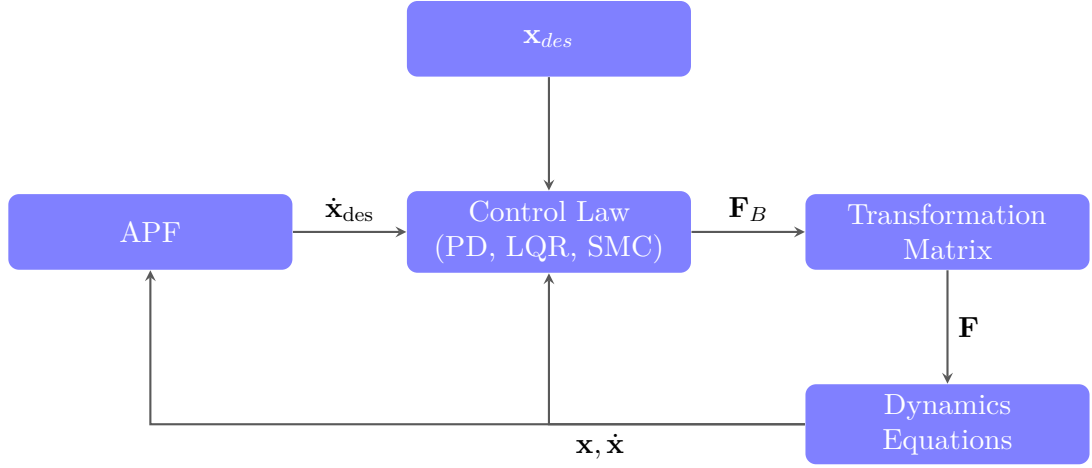 𝐱_des
APF
ẋ_des
Control Law
(PD, LQR, SMC)
𝐅_B
Transformation
Matrix
𝐅
Dynamics
Equations
𝐱, ẋ